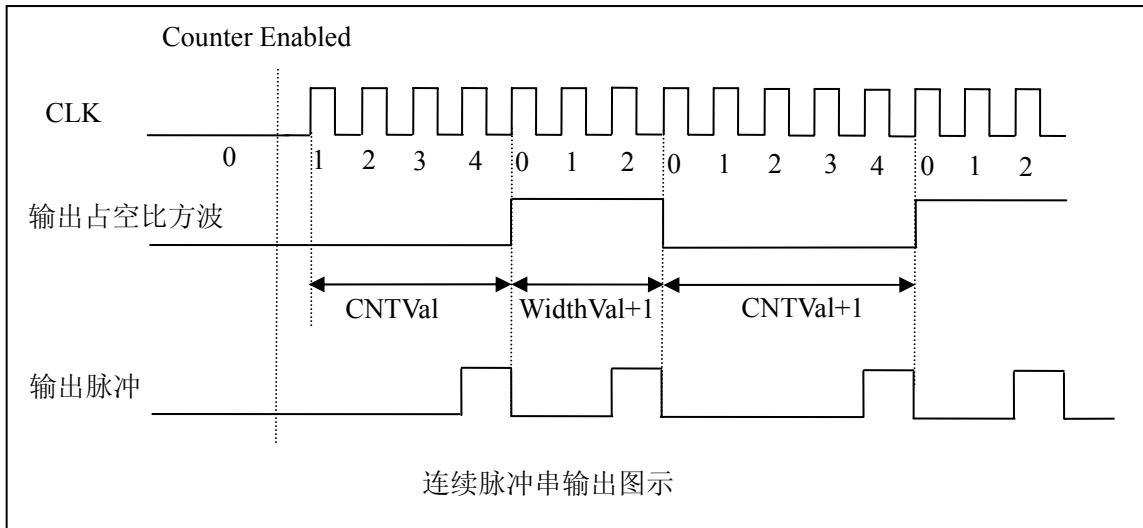 Counter Enabled
CLK
0 1 2 3 4 0 1 2 0 1 2 3 4 0 1 2
输出占空比方波
CNTVal WidthVal+1 CNTVal+1
输出脉冲
连续脉冲串输出图示